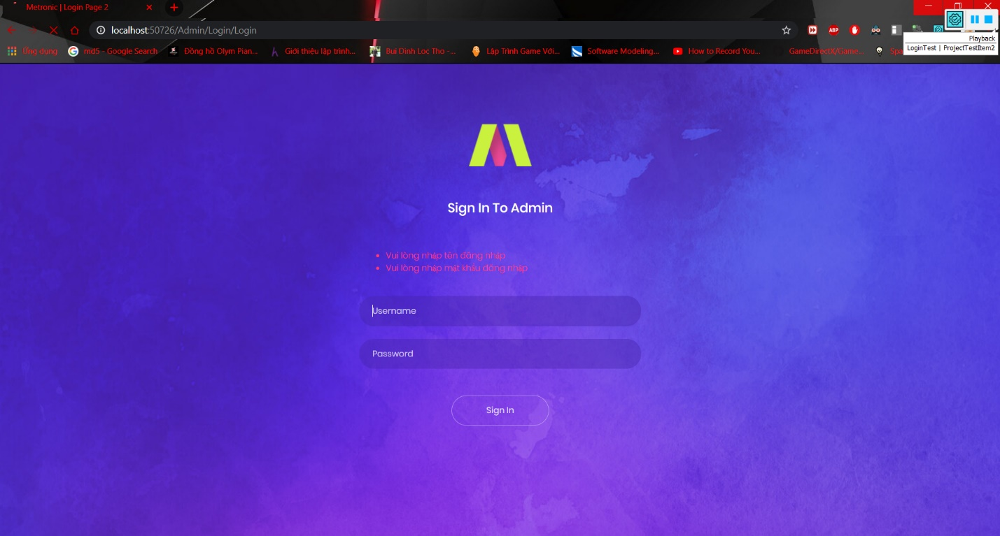 Metronic | Login Page 2
localhost:50726/Admin/Login/Login
ABP
Playback
LoginTest | ProjectTestItem2
Ứng dụng md5 - Google Search Đồng hồ Olym Pian... Giới thiệu lập trình... Bui Dinh Loc Tho -... Lập Trình Game Với... Software Modeling... How to Record You... GameDirectX/Game...
Sign In To Admin
Vui lòng nhập tên đăng nhập
Vui lòng nhập mật khẩu đăng nhập
Username
Password
Sign In